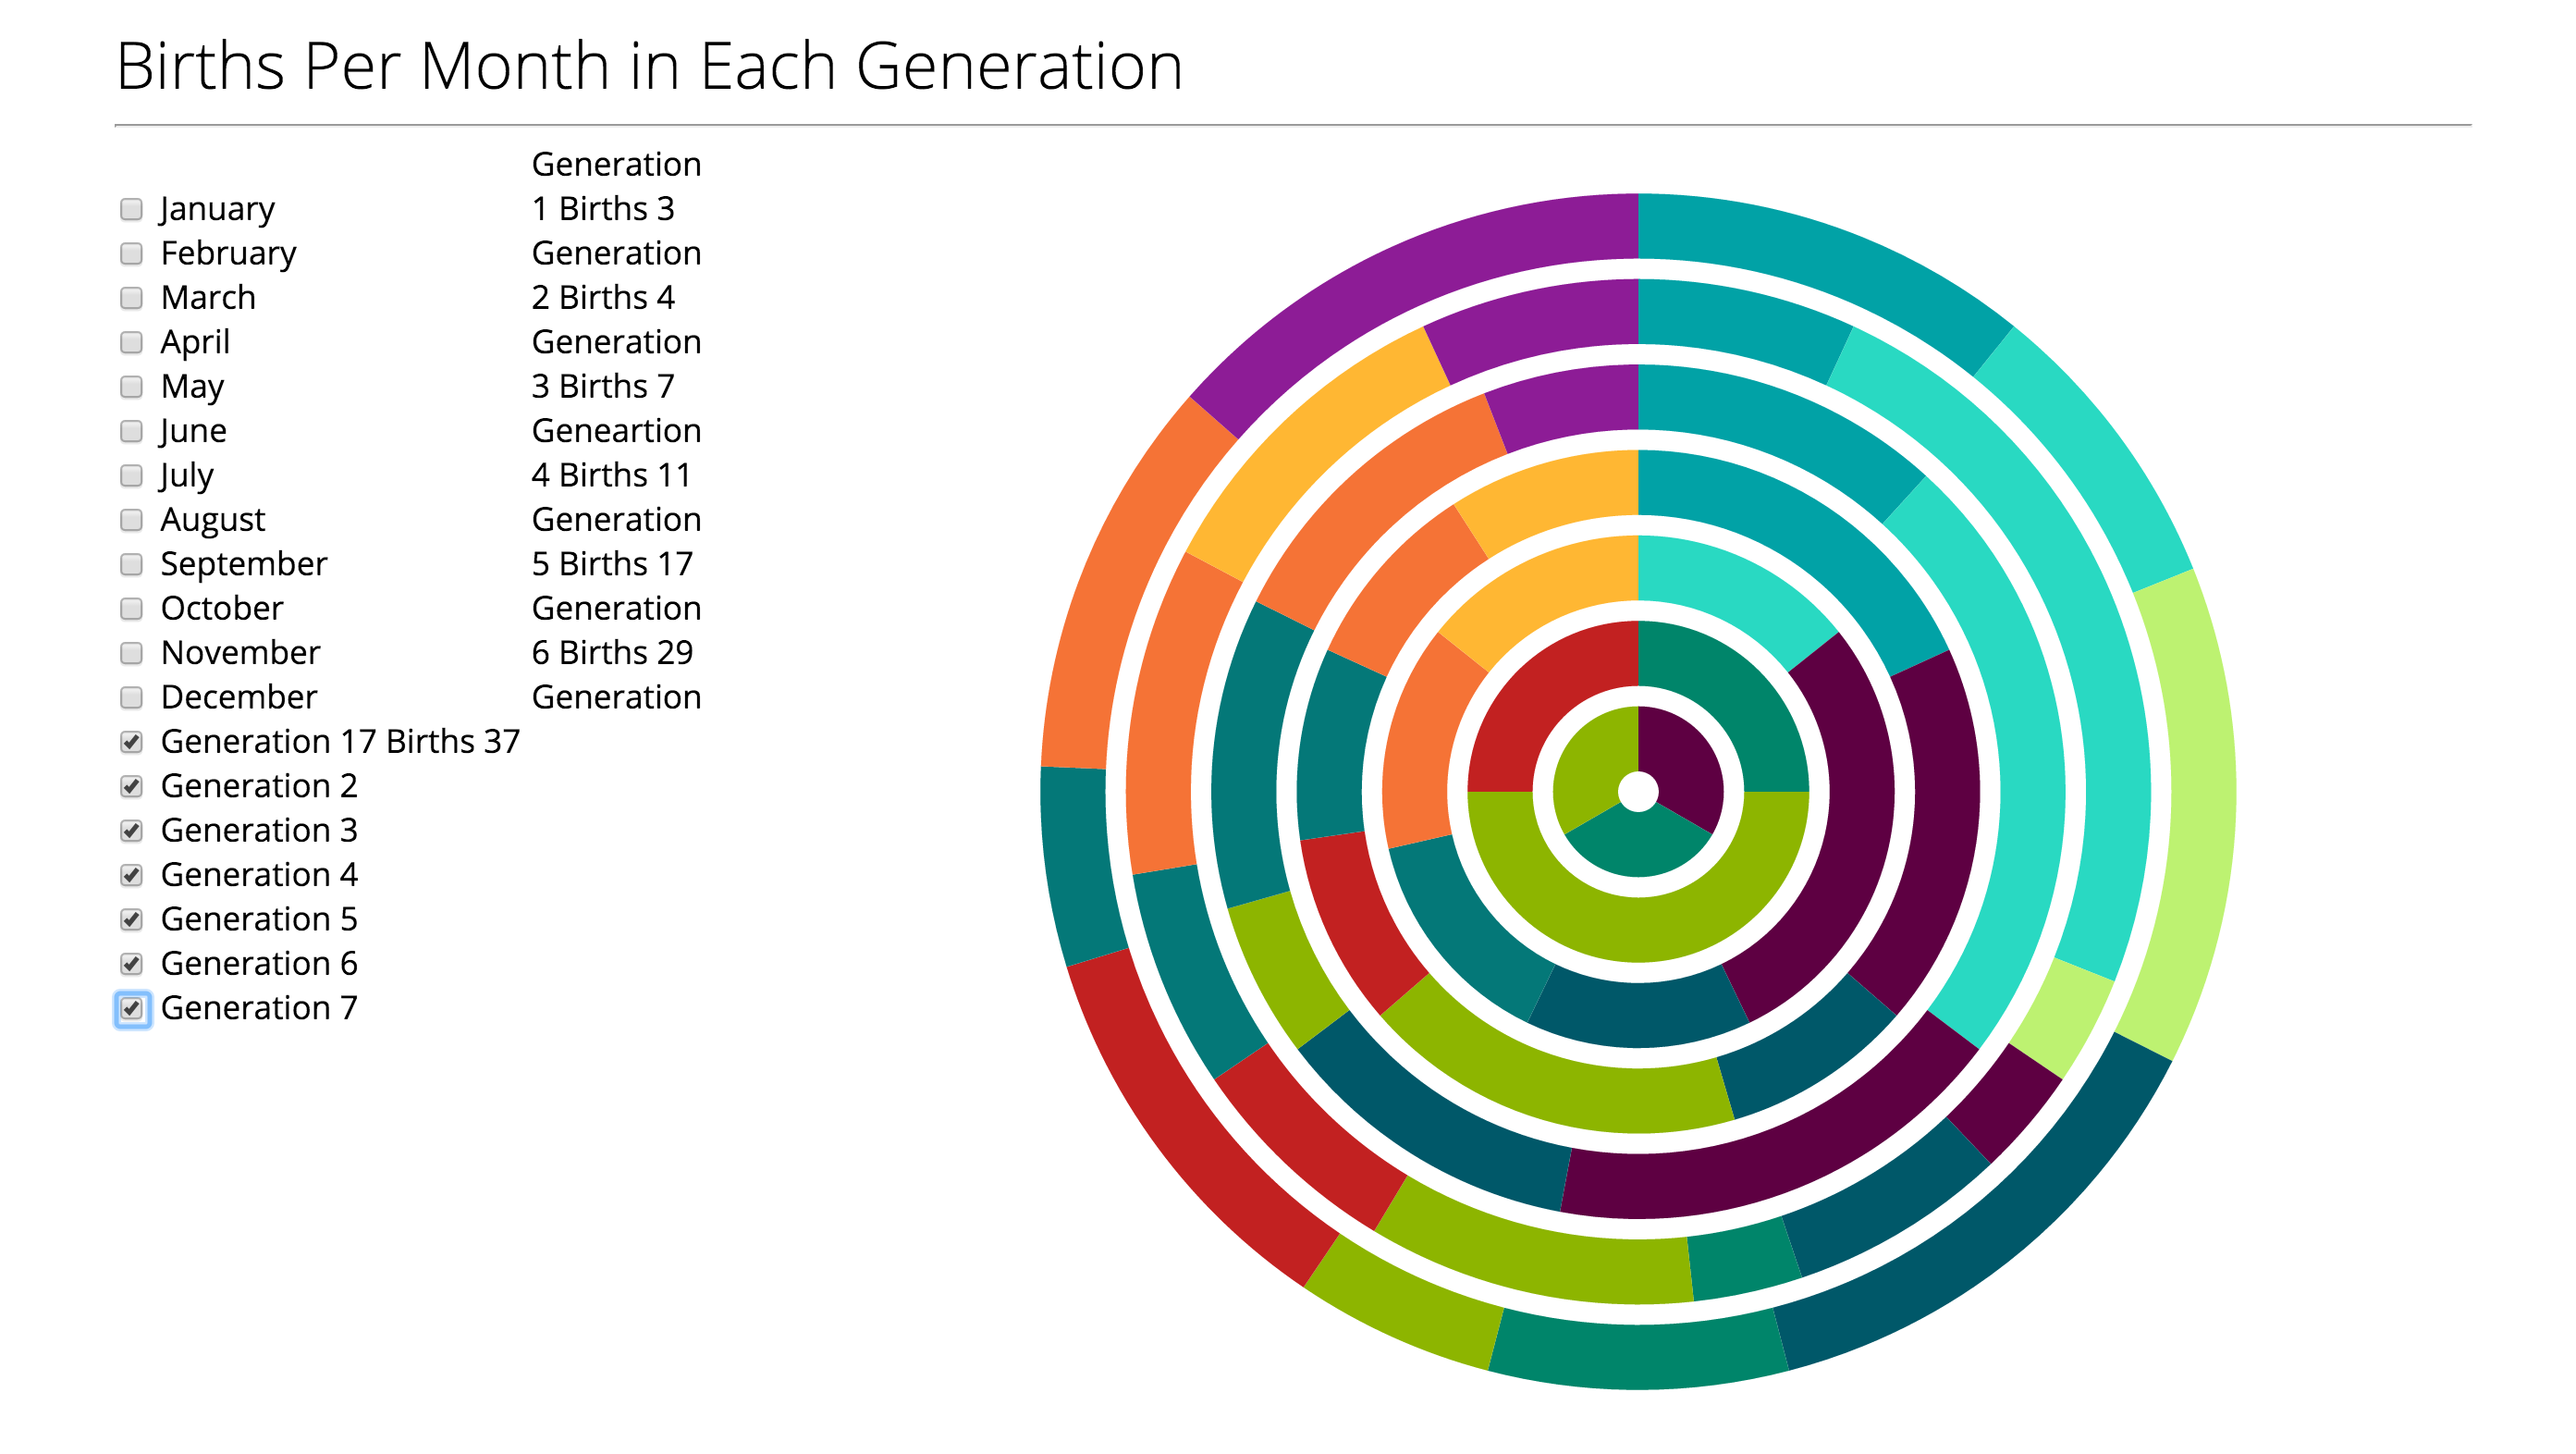 Births Per Month in Each Generation
Generation
January 1 Births 3
February Generation
March 2 Births 4
April Generation
May 3 Births 7
June Geneartion
July 4 Births 11
August Generation
September 5 Births 17
October Generation
November 6 Births 29
December Generation
Generation 17 Births 37
Generation 2
Generation 3
Generation 4
Generation 5
Generation 6
Generation 7